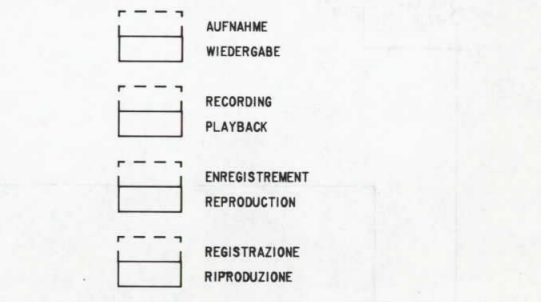 AUFNAHME
WIEDERGABE
RECORDING
PLAYBACK
ENREGISTREMENT
REPRODUCTION
REGISTRAZIONE
RIPRODUZIONE